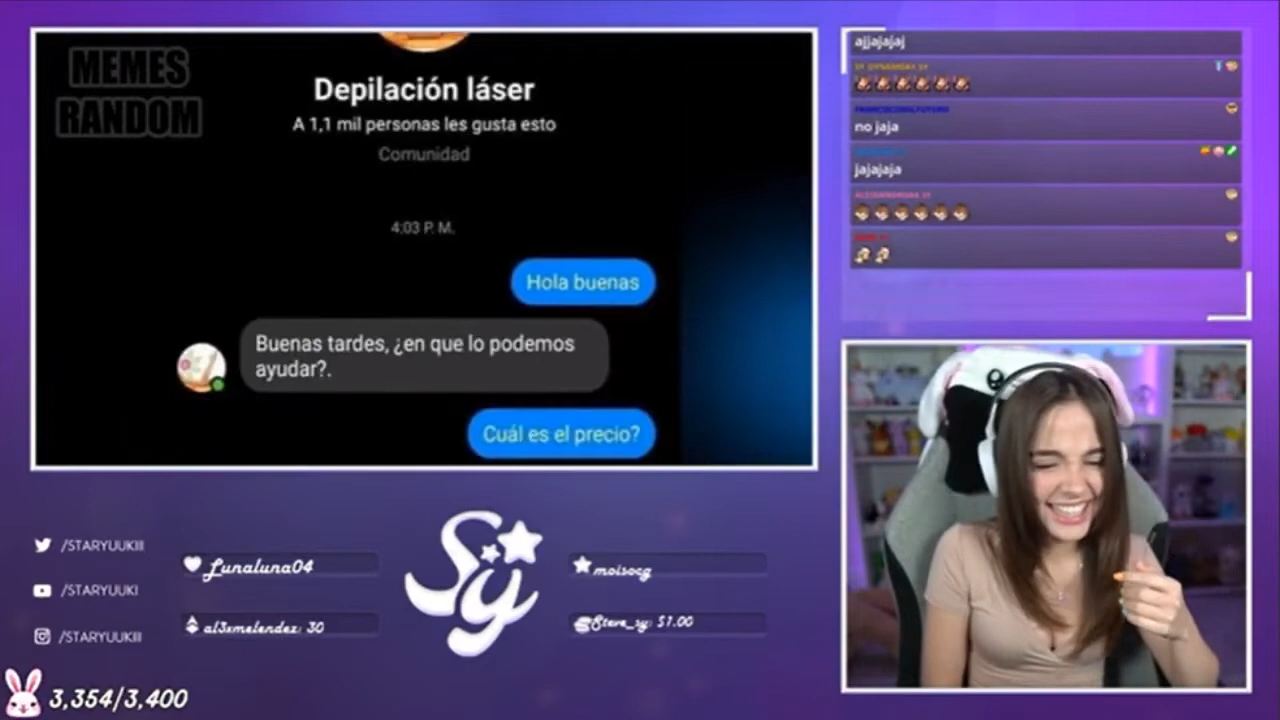 MEMES
RANDOM
Depilación láser
A 1,1 mil personas les gusta esto
Comunidad
4:03 P. M.
Hola buenas
Buenas tardes, ¿en que lo podemos
ayudar?.
Cuál es el precio?
ajjajajaj
no jaja
jajajaja
/STARYUUKIII
/STARYUUKI
/STARYUUKIII
Lunaluna04
al3xmelendez: 30
Sy
moisocg
Steve_sy: $1.00
3,354/3,400